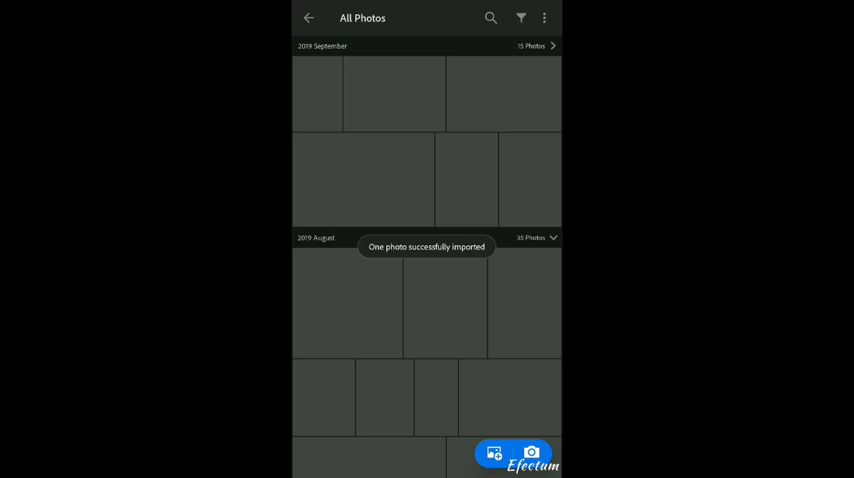 All Photos
2019 September
15 Photos
2019 August
35 Photos
One photo successfully imported
Efectum